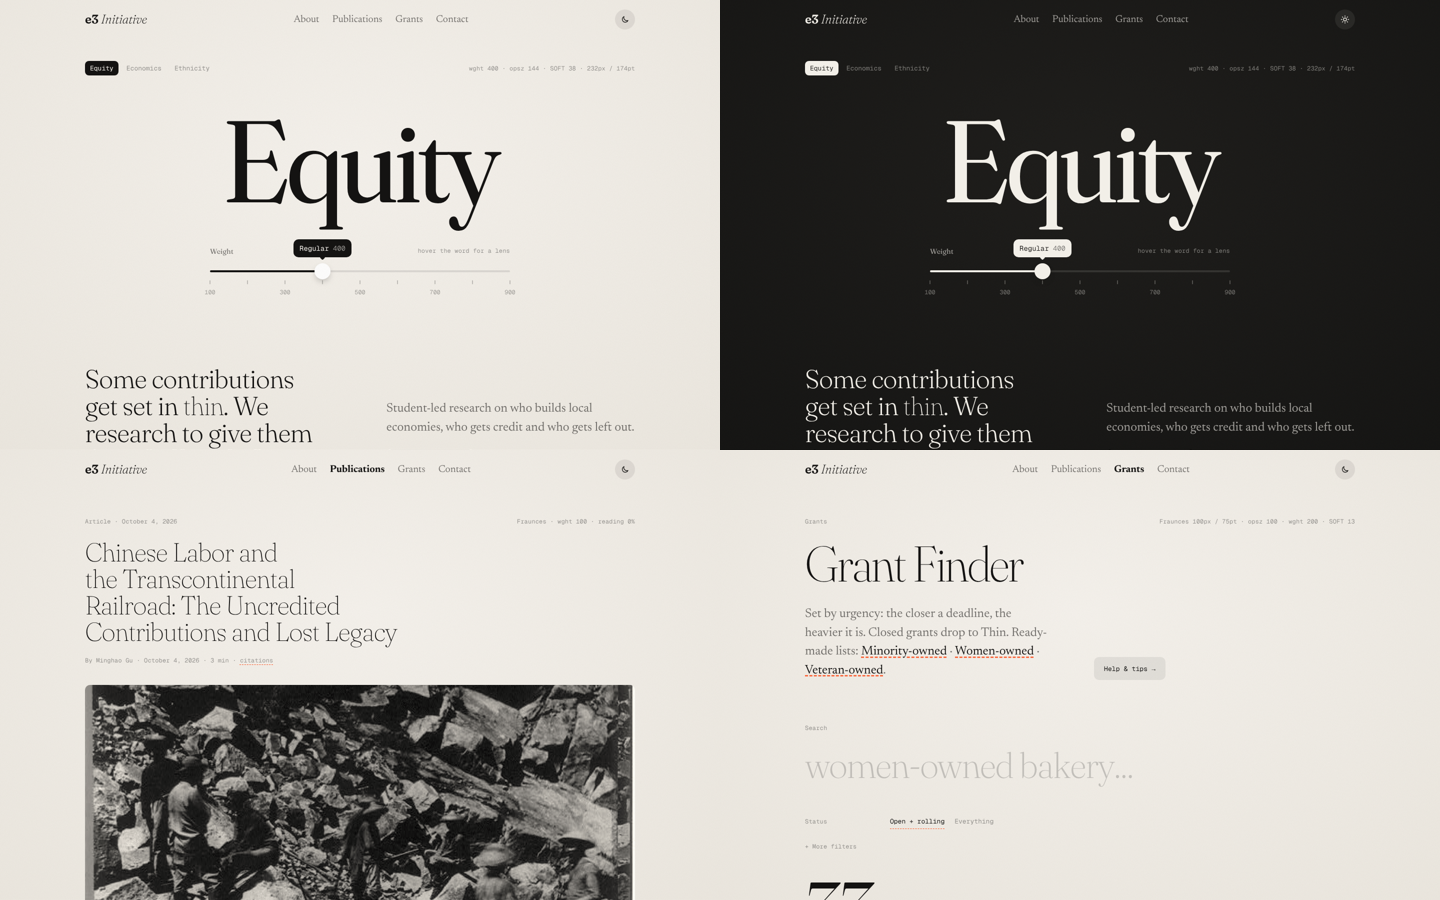 e3 Initiative
About Publications Grants Contact
Equity Economics Ethnicity
wght 400 · opsz 144 · SOFT 38 · 232px / 174pt
Equity
Weight
Regular 400
hover the word for a lens
100 300 500 700 900
Some contributions
get set in thin. We
research to give them
Student-led research on who builds local
economies, who gets credit and who gets left out.
e3 Initiative
About Publications Grants Contact
Equity Economics Ethnicity
wght 400 · opsz 144 · SOFT 38 · 232px / 174pt
Equity
Weight
Regular 400
hover the word for a lens
100 300 500 700 900
Some contributions
get set in thin. We
research to give them
Student-led research on who builds local
economies, who gets credit and who gets left out.
e3 Initiative
About Publications Grants Contact
Article · October 4, 2026
Fraunces · wght 100 · reading 0%
Chinese Labor and
the Transcontinental
Railroad: The Uncredited
Contributions and Lost Legacy
By Minghao Gu · October 4, 2026 · 3 min · citations
e3 Initiative
About Publications Grants Contact
Grants
Fraunces 100px / 75pt · opsz 100 · wght 200 · SOFT 13
Grant Finder
Set by urgency: the closer a deadline, the
heavier it is. Closed grants drop to Thin. Ready-
made lists: Minority-owned · Women-owned ·
Veteran-owned.
Help & tips →
Search
women-owned bakery...
Status
Open + rolling Everything
+ More filters